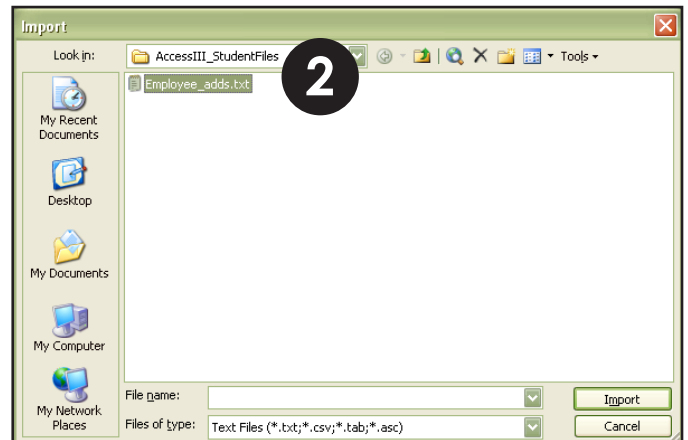 Import
Look in:
AccessIII_StudentFiles
Tools
2
Employee_adds.txt
My Recent
Documents
Desktop
My Documents
My Computer
My Network
Places
File name:
Import
Files of type:
Text Files (*.txt;*.csv;*.tab;*.asc)
Cancel